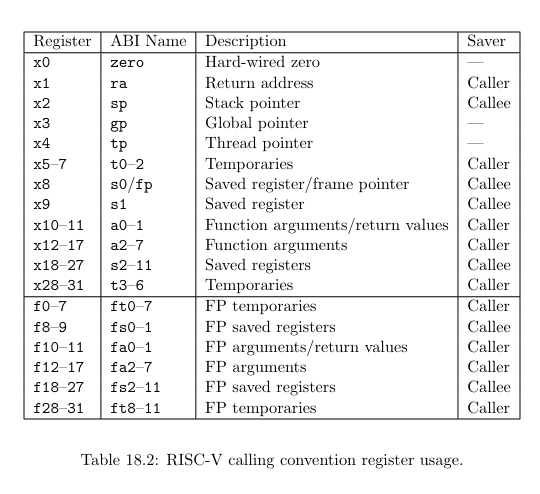 Register ABI Name Description Saver
x0 zero Hard-wired zero —
x1 ra Return address Caller
x2 sp Stack pointer Callee
x3 gp Global pointer —
x4 tp Thread pointer —
x5–7 t0–2 Temporaries Caller
x8 s0/fp Saved register/frame pointer Callee
x9 s1 Saved register Callee
x10–11 a0–1 Function arguments/return values Caller
x12–17 a2–7 Function arguments Caller
x18–27 s2–11 Saved registers Callee
x28–31 t3–6 Temporaries Caller
f0–7 ft0–7 FP temporaries Caller
f8–9 fs0–1 FP saved registers Callee
f10–11 fa0–1 FP arguments/return values Caller
f12–17 fa2–7 FP arguments Caller
f18–27 fs2–11 FP saved registers Callee
f28–31 ft8–11 FP temporaries Caller
Table 18.2: RISC-V calling convention register usage.